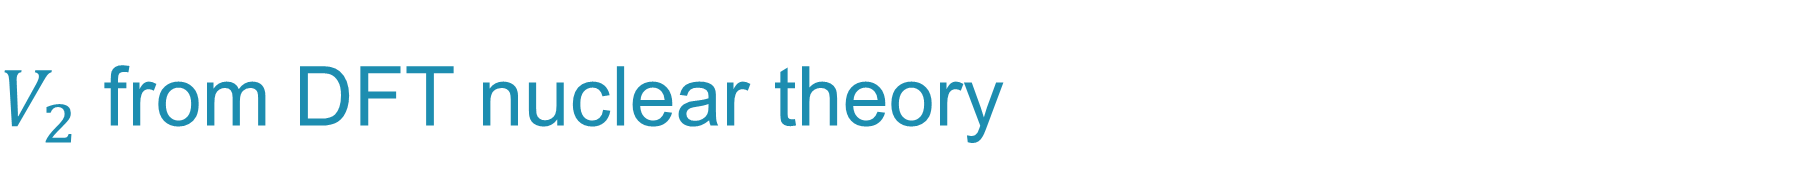 V₂ from DFT nuclear theory